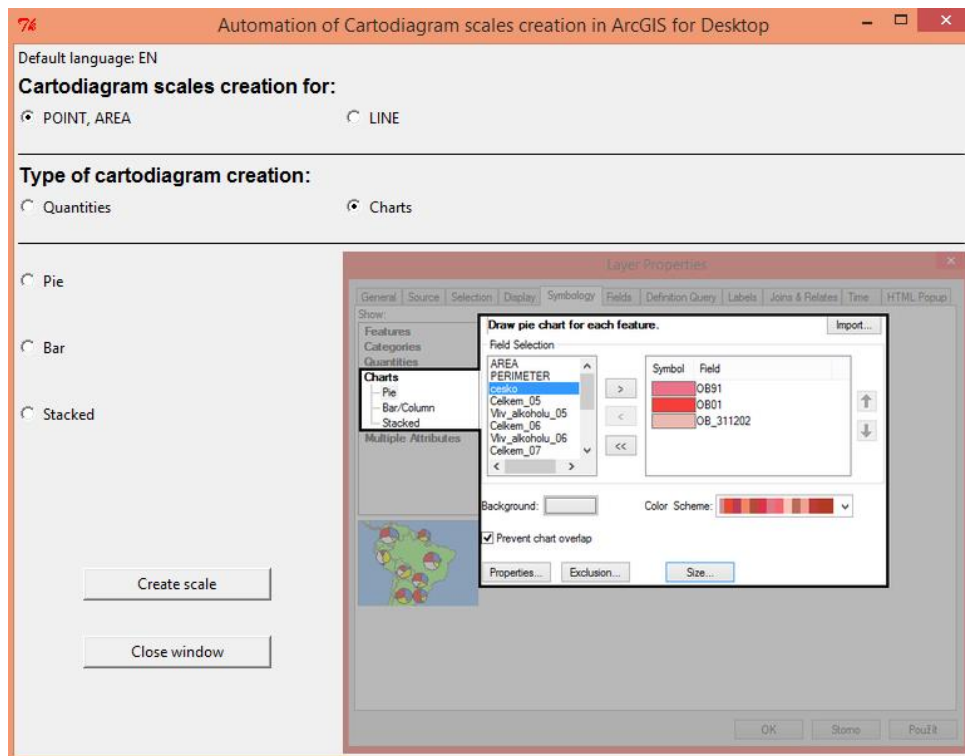 Automation of Cartodiagram scales creation in ArcGIS for Desktop
Default language: EN
Cartodiagram scales creation for:
POINT, AREA LINE
Type of cartodiagram creation:
Quantities Charts
Pie
Bar
Stacked
Create scale
Close window
Layer Properties
General Source Selection Display Symbology Fields Definition Query Labels Joins & Relates Time HTML Popup
Show:
Features
Categories
Quantities
Charts
Pie
Bar/Column
Stacked
Multiple Attributes
Draw pie chart for each feature. Import...
Field Selection
AREA
PERIMETER
cesko
Celkem_05
Vliv_alkoholu_05
Celkem_06
Vliv_alkoholu_06
Celkem_07
>
<
<<
Symbol Field
OB91
OB01
OB_311202
Background: Color Scheme:
Prevent chart overlap
Properties... Exclusion... Size...
OK Storno Použít